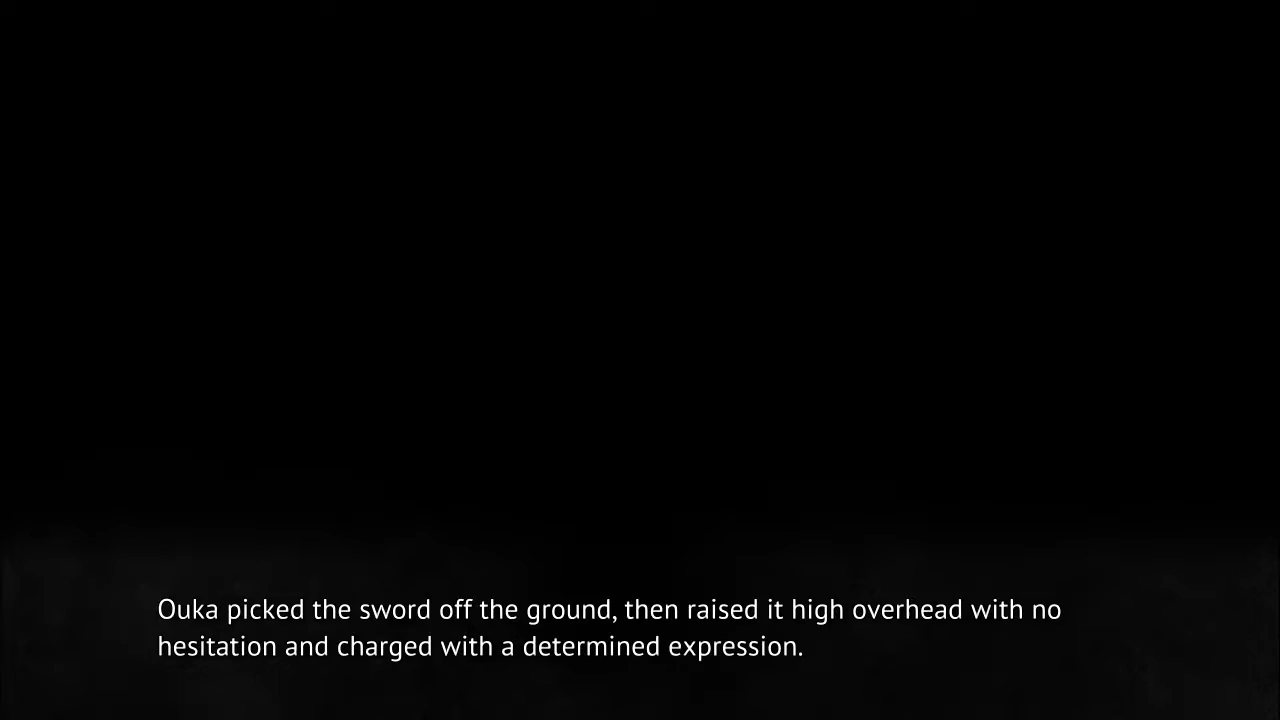 Ouka picked the sword off the ground, then raised it high overhead with no
hesitation and charged with a determined expression.